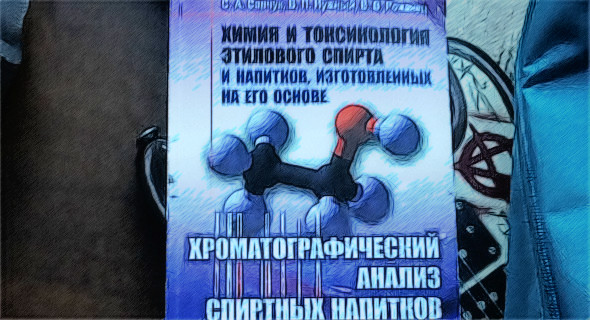 ХИМИЯ И ТОКСИКОЛОГИЯ
ЭТИЛОВОГО СПИРТА
И НАПИТКОВ, ИЗГОТОВЛЕННЫХ
НА ЕГО ОСНОВЕ
ХРОМАТОГРАФИЧЕСКИЙ
АНАЛИЗ
СПИРТНЫХ НАПИТКОВ